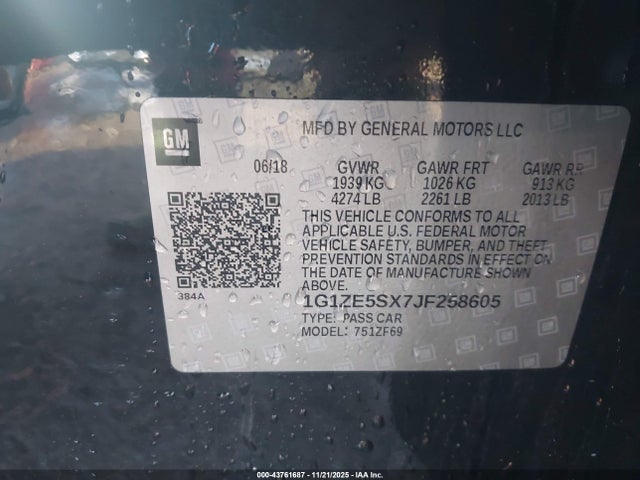 GM
MFD BY GENERAL MOTORS LLC
06/18 GVWR GAWR FRT GAWR RR
1939 KG 1026 KG 913 KG
4274 LB 2261 LB 2013 LB
THIS VEHICLE CONFORMS TO ALL
APPLICABLE U.S. FEDERAL MOTOR
VEHICLE SAFETY, BUMPER, AND THEFT
PREVENTION STANDARDS IN EFFECT ON
THE DATE OF MANUFACTURE SHOWN
ABOVE.
384A
1G1ZE5SX7JF258605
TYPE: PASS CAR
MODEL: 751ZF69
000-43761687 - 11/21/2025 - IAA Inc.